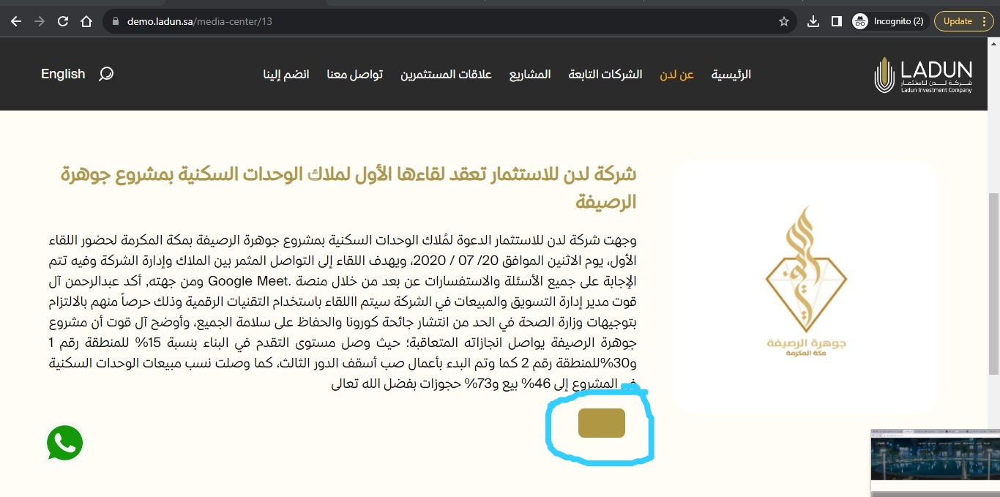 demo.ladun.sa/media-center/13
Incognito (2)
Update
English
الرئيسية
عن لدن
الشركات التابعة
المشاريع
علاقات المستثمرين
تواصل معنا
انضم إلينا
LADUN
شركة لدن للاستثمار
Ladun Investment Company
شركة لدن للاستثمار تعقد لقاءها الأول لملاك الوحدات السكنية بمشروع جوهرة
الرصيفة
وجهت شركة لدن للاستثمار الدعوة لمُلاك الوحدات السكنية بمشروع جوهرة الرصيفة بمكة المكرمة لحضور اللقاء
الأول، يوم الاثنين الموافق 20/ 07 / 2020، ويهدف اللقاء إلى التواصل المثمر بين الملاك وإدارة الشركة وفيه تتم
الإجابة على جميع الأسئلة والاستفسارات عن بعد من خلال منصة .Google Meet ومن جهته, أكد عبدالرحمن آل
قوت مدير إدارة التسويق والمبيعات في الشركة سيتم االلقاء باستخدام التقنيات الرقمية وذلك حرصاً منهم بالالتزام
بتوجيهات وزارة الصحة في الحد من انتشار جائحة كورونا والحفاظ على سلامة الجميع، وأوضح آل قوت أن مشروع
جوهرة الرصيفة يواصل انجازاته المتعاقبة؛ حيث وصل مستوى التقدم في البناء بنسبة 15% للمنطقة رقم 1
و30%للمنطقة رقم 2 كما وتم البدء بأعمال صب أسقف الدور الثالث، كما وصلت نسب مبيعات الوحدات السكنية
في المشروع إلى 46% بيع و73% حجوزات بفضل الله تعالى
جوهرة الرصيفة
مكة المكرمة